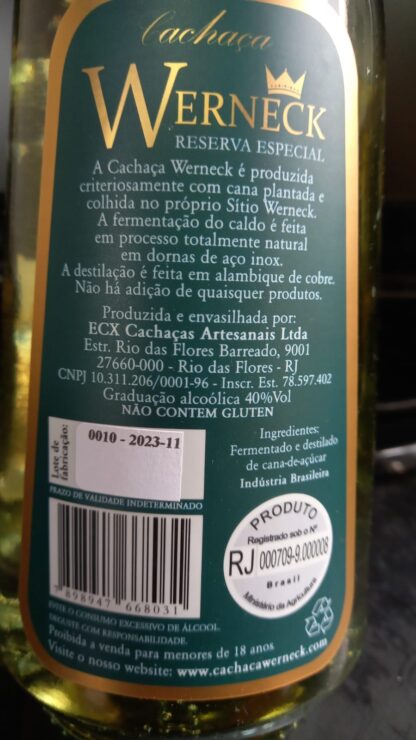 Cachaça
WERNECK
RESERVA ESPECIAL
A Cachaça Werneck é produzida
criteriosamente com cana plantada e
colhida no próprio Sítio Werneck.
A fermentação do caldo é feita
em processo totalmente natural
em dornas de aço inox.
A destilação é feita em alambique de cobre.
Não há adição de quaisquer produtos.
Produzida e envasilhada por:
ECX Cachaças Artesanais Ltda
Estr. Rio das Flores Barreado, 9001
27660-000 - Rio das Flores - RJ
CNPJ 10.311.206/0001-96 - Inscr. Est. 78.597.402
Graduação alcoólica 40%Vol
NÃO CONTEM GLUTEN
Lote de
fabricação:
0010 - 2023-11
PRAZO DE VALIDADE INDETERMINADO
Ingredientes:
Fermentado e destilado
de cana-de-açúcar
Indústria Brasileira
PRODUTO
Registrado sob o Nº
RJ 000709-9.000008
Brasil
Ministério da Agricultura
7 898947 668031
EVITE O CONSUMO EXCESSIVO DE ÁLCOOL.
DEGUSTE COM RESPONSABILIDADE.
Proibida a venda para menores de 18 anos
Visite o nosso website: www.cachacawerneck.com